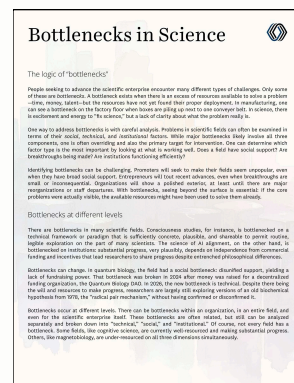 Bottlenecks in Science
The logic of "bottlenecks"
People seeking to advance the scientific enterprise encounter many different types of challenges. Only some
of these are bottlenecks. A bottleneck exists when there is an excess of resources available to solve a problem
—time, money, talent—but the resources have not yet found their proper deployment. In manufacturing, one
can see a bottleneck on the factory floor when boxes are piling up next to one conveyer belt. In science, there
is excitement and energy to "fix science," but a lack of clarity about what the problem really is.
One way to address bottlenecks is with careful analysis. Problems in scientific fields can often be examined in
terms of their social, technical, and institutional factors. While major bottlenecks likely involve all three
components, one is often overriding and also the primary target for intervention. One can determine which
factor type is the most important by looking at what is working well. Does a field have social support? Are
breakthroughs being made? Are institutions functioning efficiently?
Identifying bottlenecks can be challenging. Promoters will seek to make their fields seem unpopular, even
when they have broad support. Entrepreneurs will tout recent advances, even when breakthroughs are
small or inconsequential. Organizations will show a polished exterior, at least until there are major
reorganizations or staff departures. With bottlenecks, seeing beyond the surface is essential: if the core
problems were actually visible, the available resources might have been used to solve them already.
Bottlenecks at different levels
There are bottlenecks in many scientific fields. Consciousness studies, for instance, is bottlenecked on a
technical framework or paradigm that is sufficiently concrete, plausible, and sharable to permit routine,
legible exploration on the part of many scientists. The science of AI alignment, on the other hand, is
bottlenecked on institutions: substantial progress, very plausibly, depends on independence from commercial
funding and incentives that lead researchers to share progress despite entrenched philosophical differences.
Bottlenecks can change. In quantum biology, the field had a social bottleneck: disunified support, yielding a
lack of fundraising power. That bottleneck was broken in 2024 after money was raised for a decentralized
funding organization, the Quantum Biology DAO. In 2028, the new bottleneck is technical. Despite there being
the will and resources to make progress, researchers are largely still exploring versions of an old biochemical
hypothesis from 1978, the "radical pair mechanism," without having confirmed or disconfirmed it.
Bottlenecks occur at different levels. There can be bottlenecks within an organization, in an entire field, and
even for the scientific enterprise itself. These bottlenecks are often related, but still can be analyzed
separately and broken down into "technical," "social," and "institutional." Of course, not every field has a
bottleneck. Some fields, like cognitive science, are currently well-resourced and making substantial progress.
Others, like magnetobiology, are under-resourced on all three dimensions simultaneously.